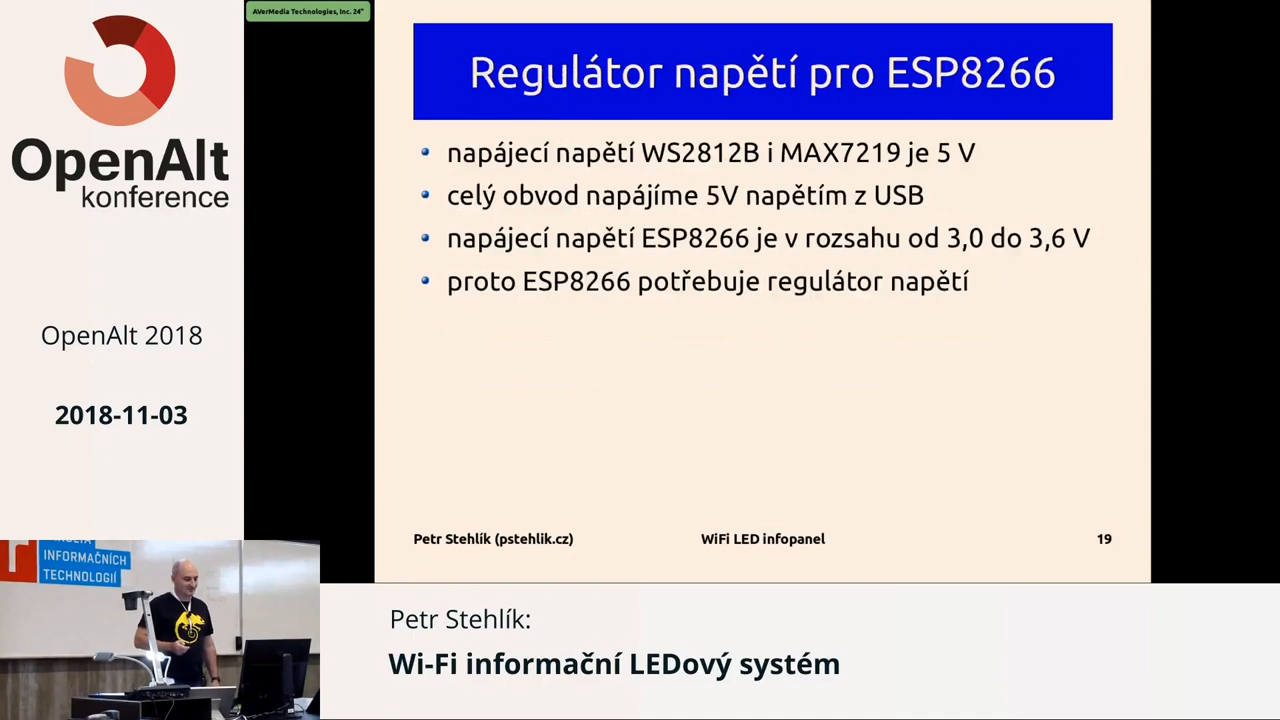 AVerMedia Technologies, Inc. 24"
OpenAlt
konference
OpenAlt 2018
2018-11-03
Regulátor napětí pro ESP8266
napájecí napětí WS2812B i MAX7219 je 5 V
celý obvod napájíme 5V napětím z USB
napájecí napětí ESP8266 je v rozsahu od 3,0 do 3,6 V
proto ESP8266 potřebuje regulátor napětí
Petr Stehlík (pstehlik.cz)
WiFi LED infopanel
19
INFORMAČNÍCH
TECHNOLOGIÍ
Petr Stehlík:
Wi-Fi informační LEDový systém